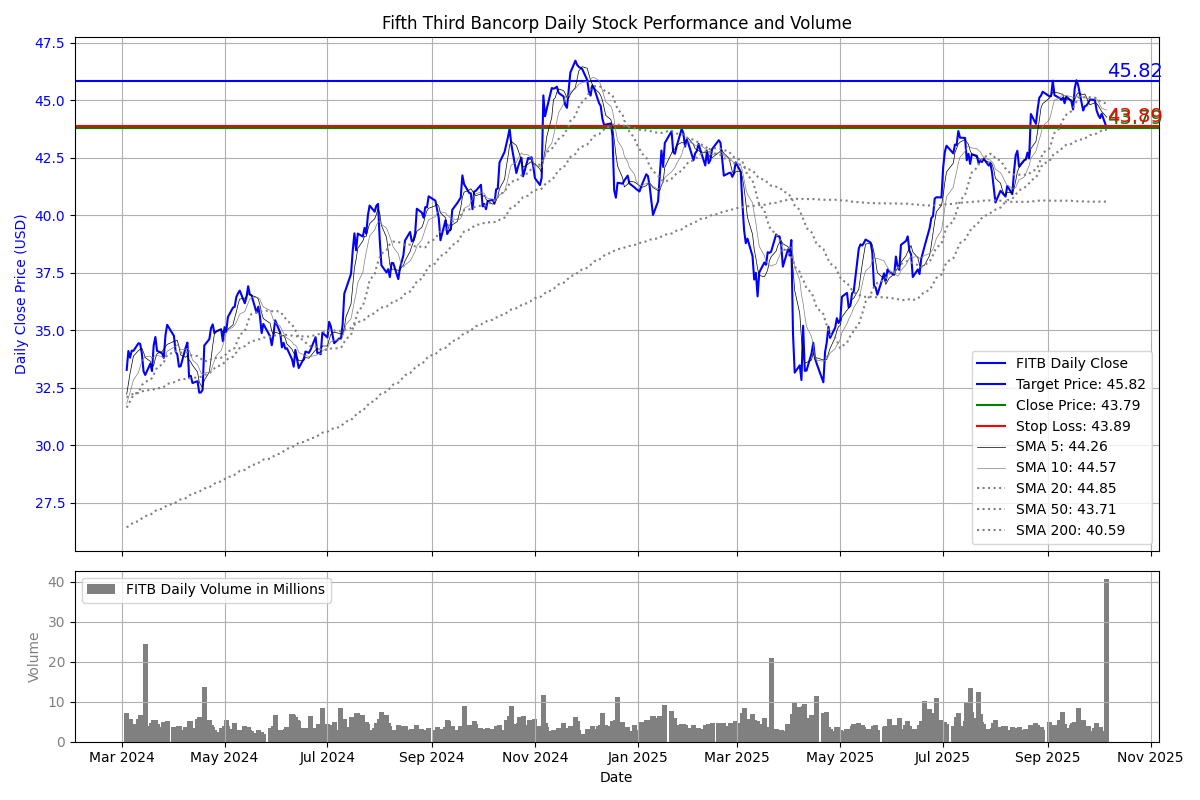 Fifth Third Bancorp Daily Stock Performance and Volume
47.5
45.0
42.5
40.0
37.5
35.0
32.5
30.0
27.5
Daily Close Price (USD)
45.82
43.89
43.79
FITB Daily Close
Target Price: 45.82
Close Price: 43.79
Stop Loss: 43.89
SMA 5: 44.26
SMA 10: 44.57
SMA 20: 44.85
SMA 50: 43.71
SMA 200: 40.59
FITB Daily Volume in Millions
40
30
20
10
0
Volume
Mar 2024 May 2024 Jul 2024 Sep 2024 Nov 2024 Jan 2025 Mar 2025 May 2025 Jul 2025 Sep 2025 Nov 2025
Date